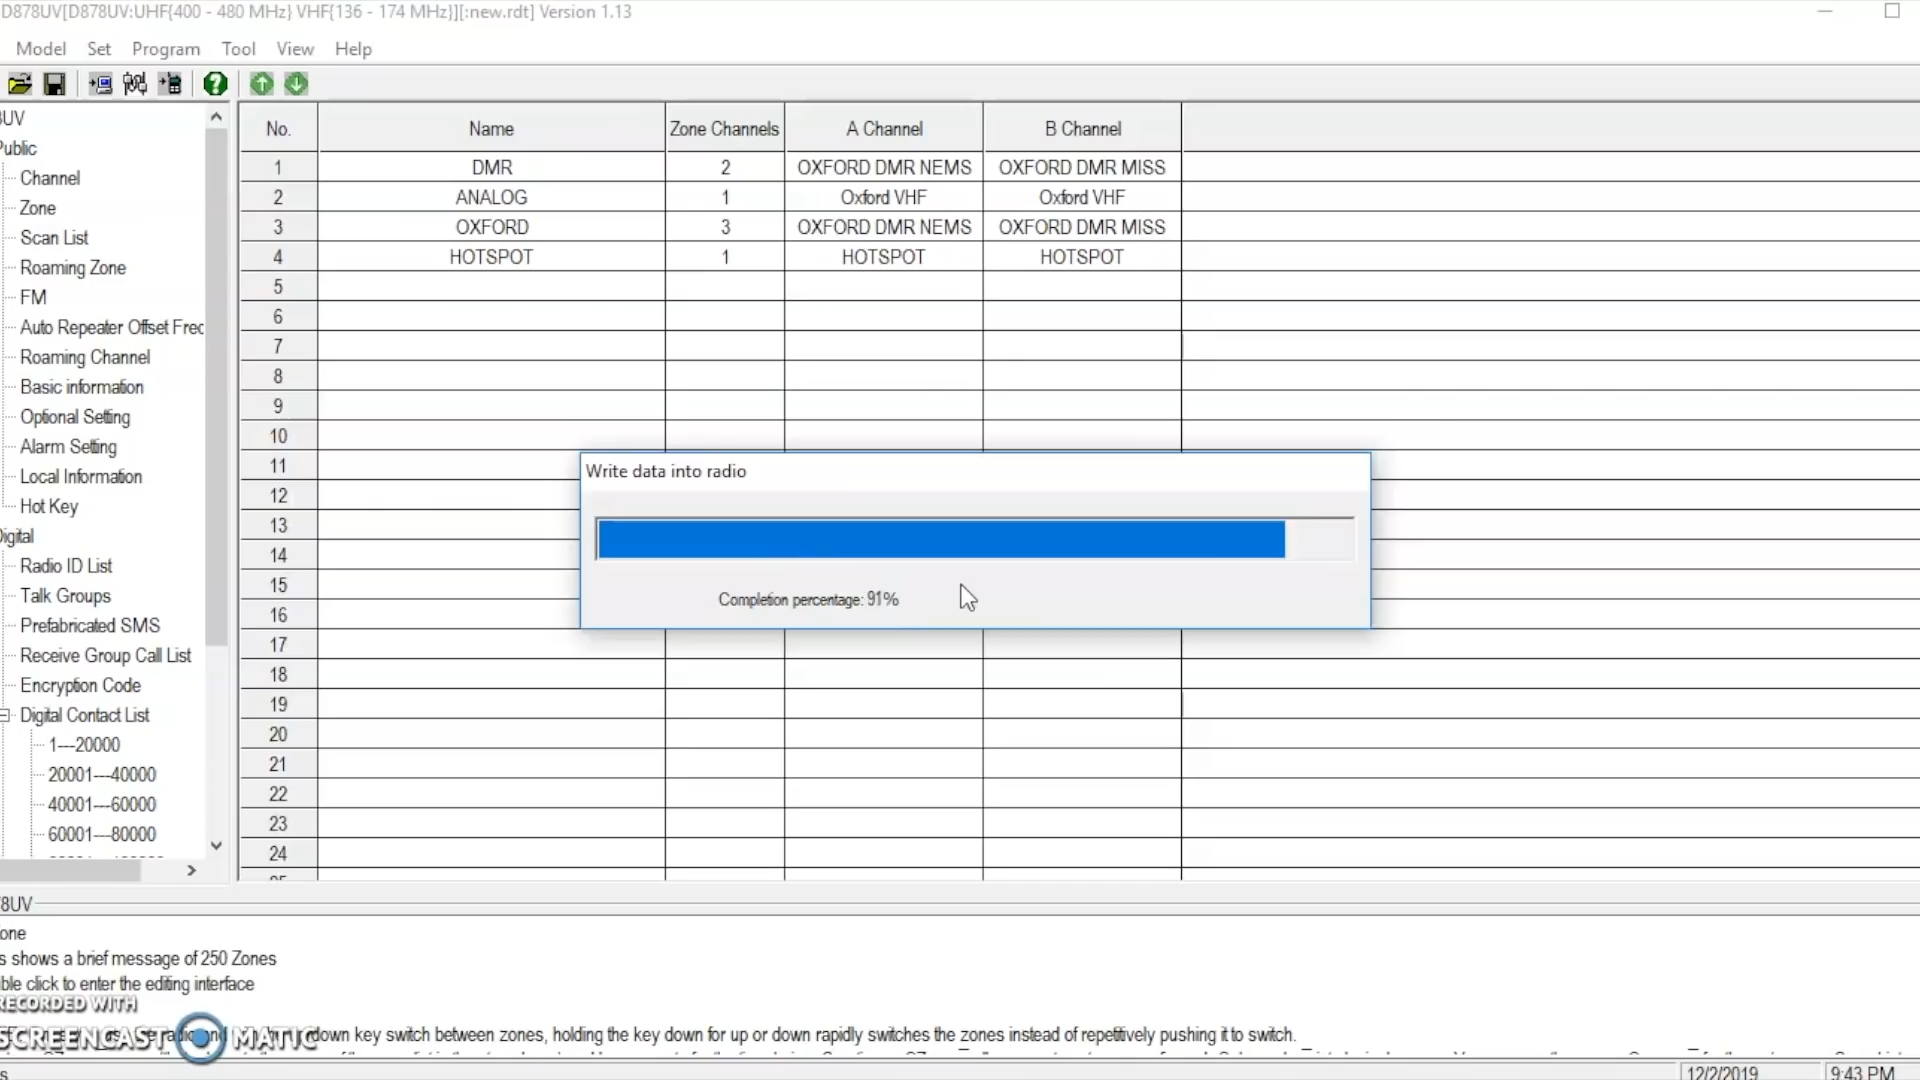 D878UV[D878UV:UHF{400 - 480 MHz} VHF{136 - 174 MHz}][:new.rdt] Version 1.13
Model Set Program Tool View Help
8UV
Public
Channel
Zone
Scan List
Roaming Zone
FM
Auto Repeater Offset Frec
Roaming Channel
Basic information
Optional Setting
Alarm Setting
Local Information
Hot Key
Digital
Radio ID List
Talk Groups
Prefabricated SMS
Receive Group Call List
Encryption Code
Digital Contact List
1---20000
20001---40000
40001---60000
60001---80000
No. Name Zone Channels A Channel B Channel
1 DMR 2 OXFORD DMR NEMS OXFORD DMR MISS
2 ANALOG 1 Oxford VHF Oxford VHF
3 OXFORD 3 OXFORD DMR NEMS OXFORD DMR MISS
4 HOTSPOT 1 HOTSPOT HOTSPOT
5
6
7
8
9
10
11
12
13
14
15
16
17
18
19
20
21
22
23
24
25
Write data into radio
Completion percentage: 91%
8UV
one
s shows a brief message of 250 Zones
ble click to enter the editing interface
RECORDED WITH
SCREENCAST MATIC
down key switch between zones, holding the key down for up or down rapidly switches the zones instead of repetitively pushing it to switch.
s
12/2/2019 9:43 PM